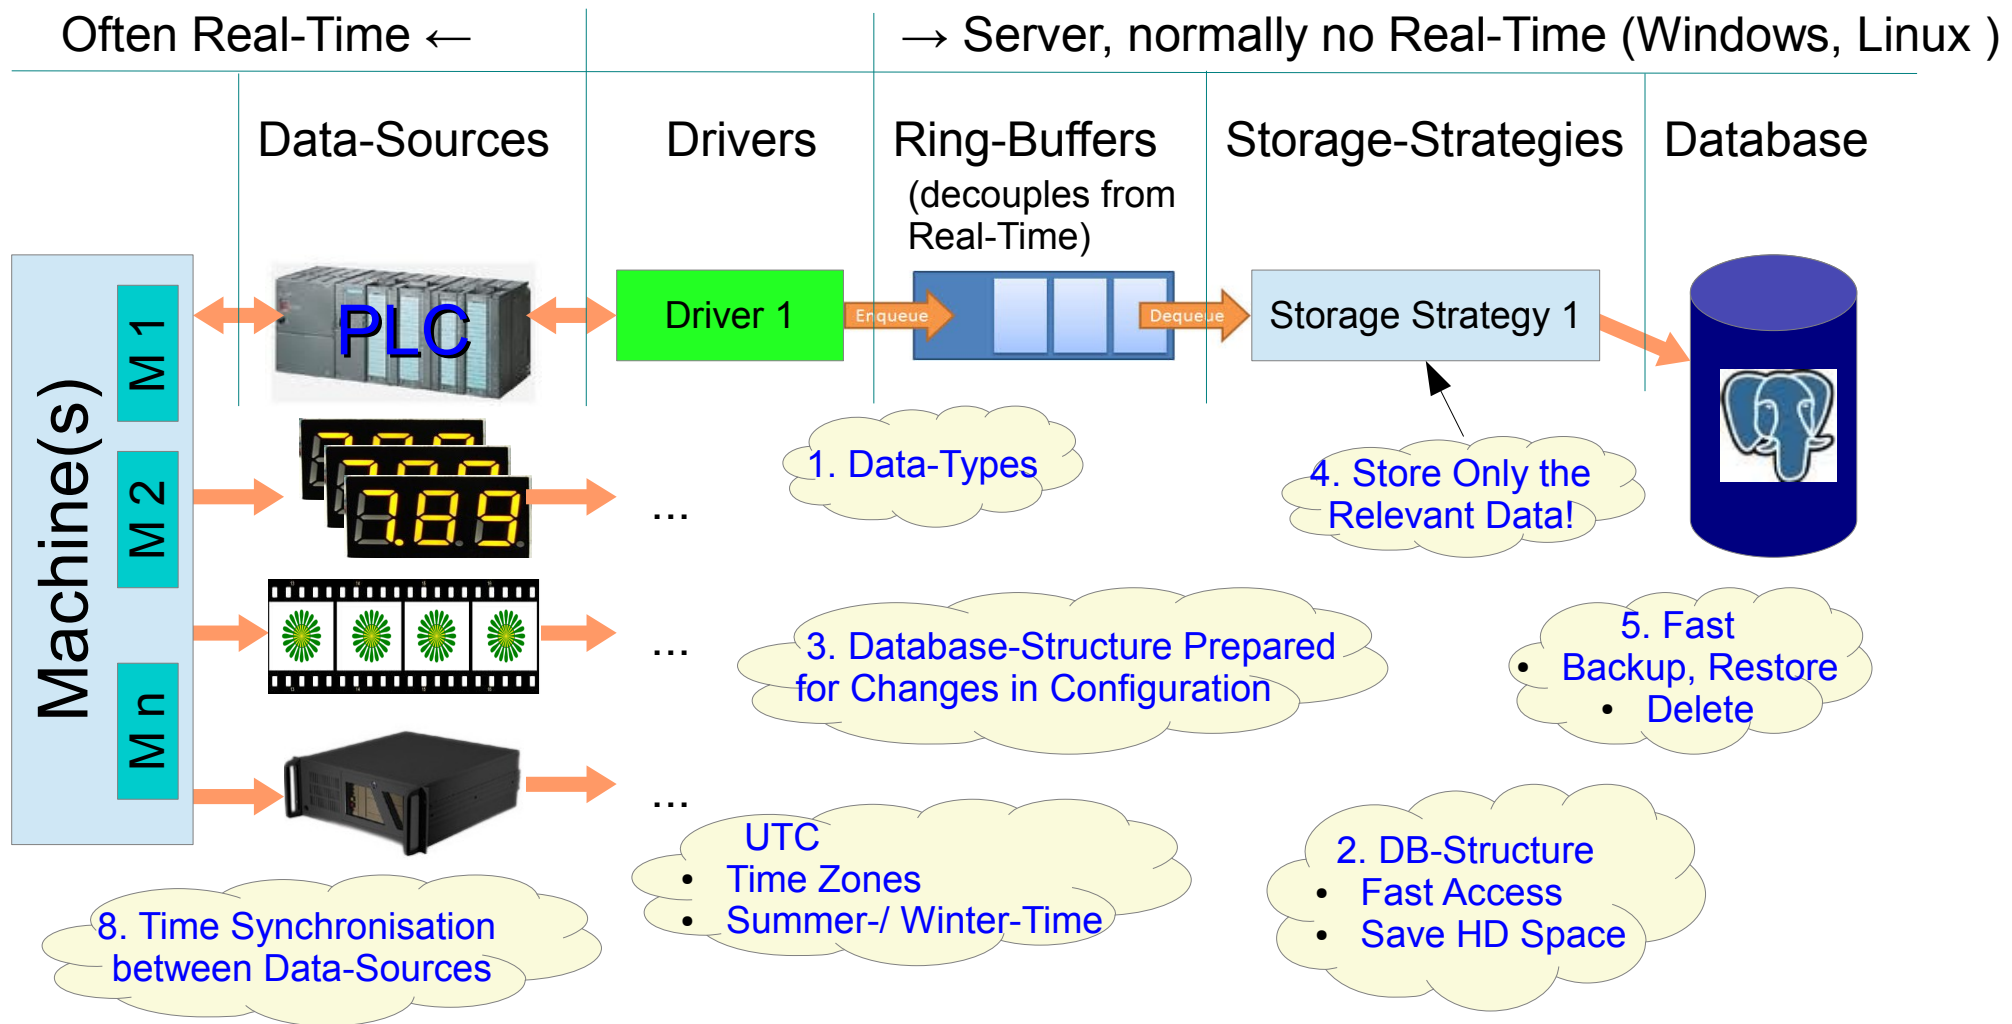 Often Real-Time ←
→ Server, normally no Real-Time (Windows, Linux )
Data-Sources
Drivers
Ring-Buffers
(decouples from
Real-Time)
Storage-Strategies
Database
Machine(s)
M 1
M 2
M n
PLC
Driver 1
Enqueue
Dequeue
Storage Strategy 1
7.89
1. Data-Types
4. Store Only the
Relevant Data!
...
3. Database-Structure Prepared
for Changes in Configuration
...
5. Fast
• Backup, Restore
• Delete
...
UTC
• Time Zones
• Summer-/ Winter-Time
2. DB-Structure
• Fast Access
• Save HD Space
8. Time Synchronisation
between Data-Sources